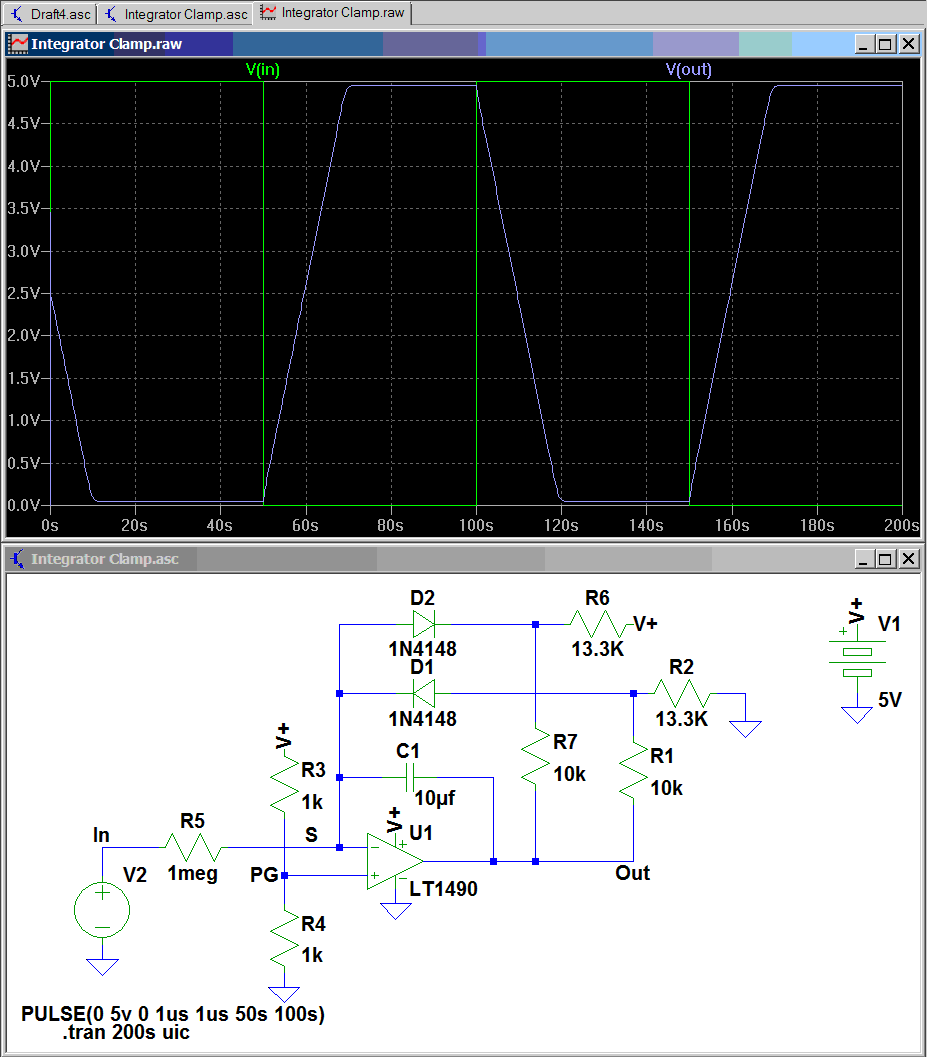 Draft4.asc Integrator Clamp.asc Integrator Clamp.raw
Integrator Clamp.raw
V(in) V(out)
5.0V
4.5V
4.0V
3.5V
3.0V
2.5V
2.0V
1.5V
1.0V
0.5V
0.0V
0s 20s 40s 60s 80s 100s 120s 140s 160s 180s 200s
Integrator Clamp.asc
D2 R6 V+
V+ V1
1N4148 13.3K
D1 R2
5V
1N4148 13.3K
V+
C1 R7 R1
R3 10k 10k
1k 10µf
V+
R5 S U1
In
V2 1meg PG + - + - LT1490 Out
R4
1k
PULSE(0 5v 0 1us 1us 50s 100s)
.tran 200s uic